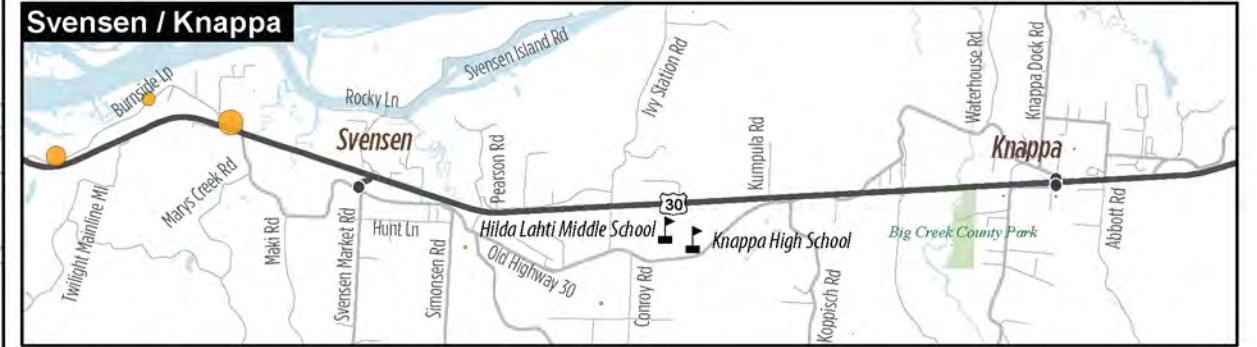 Svensen / Knappa
Burnside Lp
Svensen Island Rd
Rocky Ln
Ivy Station Rd
Waterhouse Rd
Knappa Dock Rd
Svensen
Knappa
Pearson Rd
Kumpula Rd
Marys Creek Rd
Twilight Mainline Ml
Maki Rd
Svensen Market Rd
Hunt Ln
Simonsen Rd
30
Hilda Lahti Middle School
Knappa High School
Old Highway 30
Conroy Rd
Koppisch Rd
Big Creek County Park
Abbott Rd